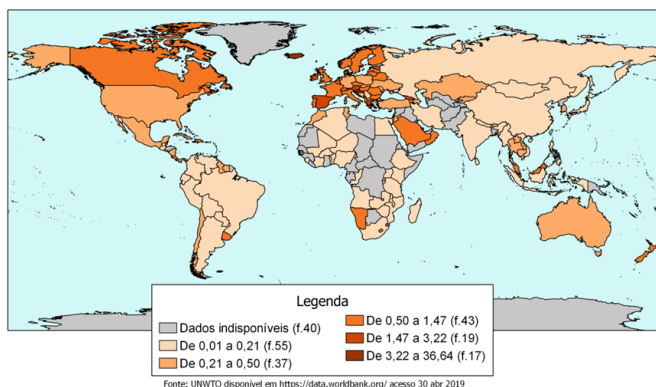 Legenda
Dados indisponíveis (f.40)
De 0,01 a 0,21 (f.55)
De 0,21 a 0,50 (f.37)
De 0,50 a 1,47 (f.43)
De 1,47 a 3,22 (f.19)
De 3,22 a 36,64 (f.17)
Fonte: UNWTO disponível em https://data.worldbank.org/ acesso 30 abr 2019